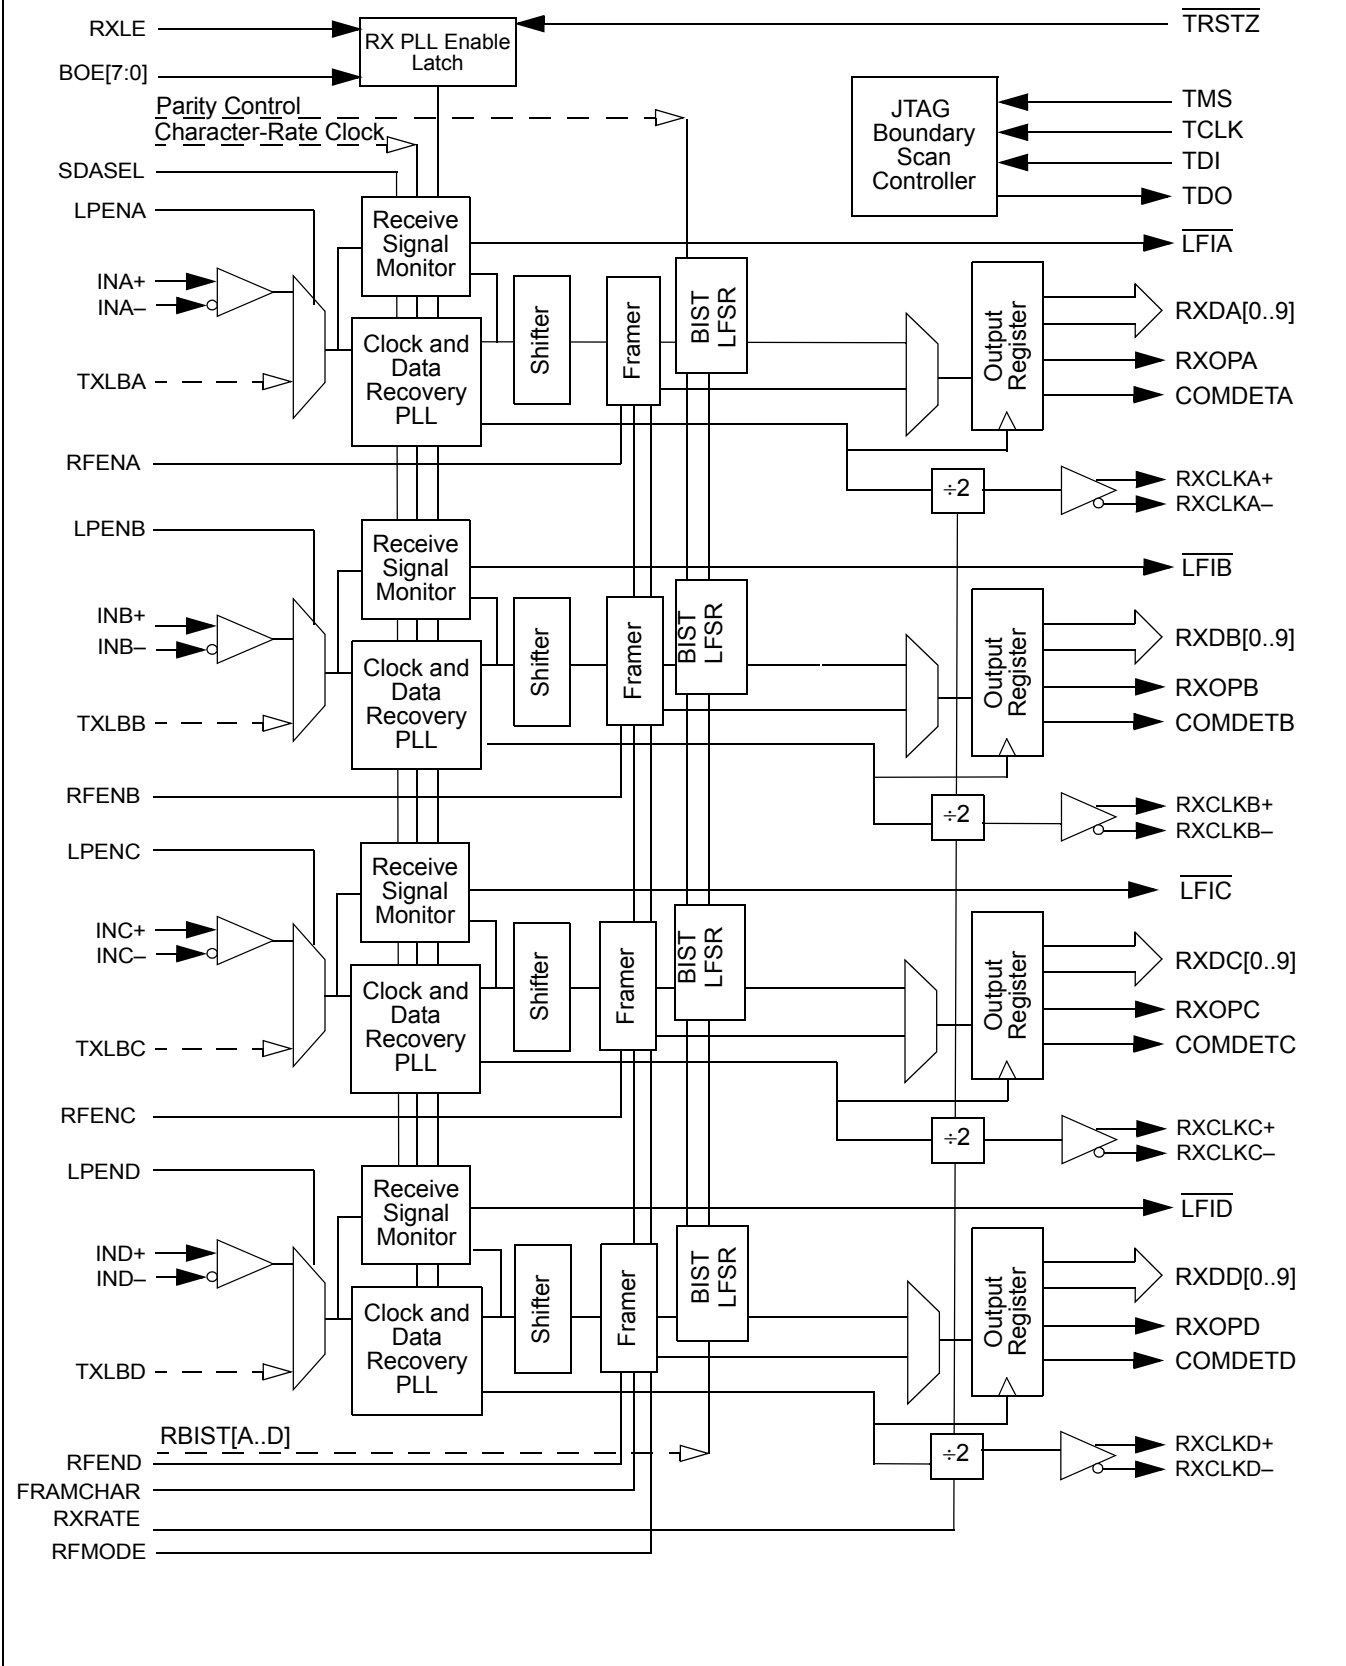 RXLE
RX PLL Enable
Latch
TRSTZ
BOE[7:0]
Parity Control
Character-Rate Clock
JTAG
Boundary
Scan
Controller
TMS
TCLK
TDI
TDO
SDASEL
LPENA
Receive
Signal
Monitor
LFIA
INA+
INA–
TXLBA
Clock and
Data
Recovery
PLL
Shifter
Framer
BIST
LFSR
Output
Register
RXDA[0..9]
RXOPA
COMDETA
RFENA
÷2
RXCLKA+
RXCLKA–
LPENB
Receive
Signal
Monitor
LFIB
INB+
INB–
TXLBB
Clock and
Data
Recovery
PLL
Shifter
Framer
BIST
LFSR
Output
Register
RXDB[0..9]
RXOPB
COMDETB
RFENB
÷2
RXCLKB+
RXCLKB–
LPENC
Receive
Signal
Monitor
LFIC
INC+
INC–
TXLBC
Clock and
Data
Recovery
PLL
Shifter
Framer
BIST
LFSR
Output
Register
RXDC[0..9]
RXOPC
COMDETC
RFENC
÷2
RXCLKC+
RXCLKC–
LPEND
Receive
Signal
Monitor
LFID
IND+
IND–
TXLBD
Clock and
Data
Recovery
PLL
Shifter
Framer
BIST
LFSR
Output
Register
RXDD[0..9]
RXOPD
COMDETD
RBIST[A..D]
÷2
RXCLKD+
RXCLKD–
RFEND
FRAMCHAR
RXRATE
RFMODE